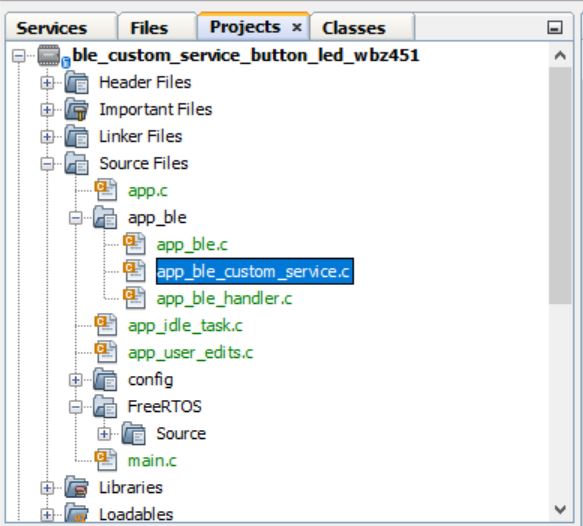 Services Files Projects × Classes
ble_custom_service_button_led_wbz451
Header Files
Important Files
Linker Files
Source Files
app.c
app_ble
app_ble.c
app_ble_custom_service.c
app_ble_handler.c
app_idle_task.c
app_user_edits.c
config
FreeRTOS
Source
main.c
Libraries
Loadables